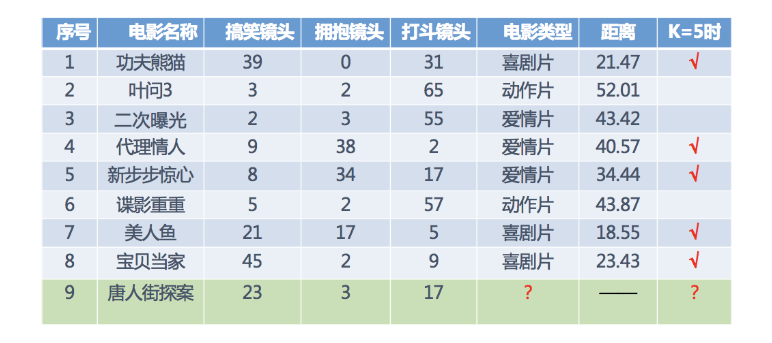 序号 电影名称 搞笑镜头 拥抱镜头 打斗镜头 电影类型 距离 K=5时
1 功夫熊猫 39 0 31 喜剧片 21.47 √
2 叶问3 3 2 65 动作片 52.01
3 二次曝光 2 3 55 爱情片 43.42
4 代理情人 9 38 2 爱情片 40.57 √
5 新步步惊心 8 34 17 爱情片 34.44 √
6 谍影重重 5 2 57 动作片 43.87
7 美人鱼 21 17 5 喜剧片 18.55 √
8 宝贝当家 45 2 9 喜剧片 23.43 √
9 唐人街探案 23 3 17 ? —— ?